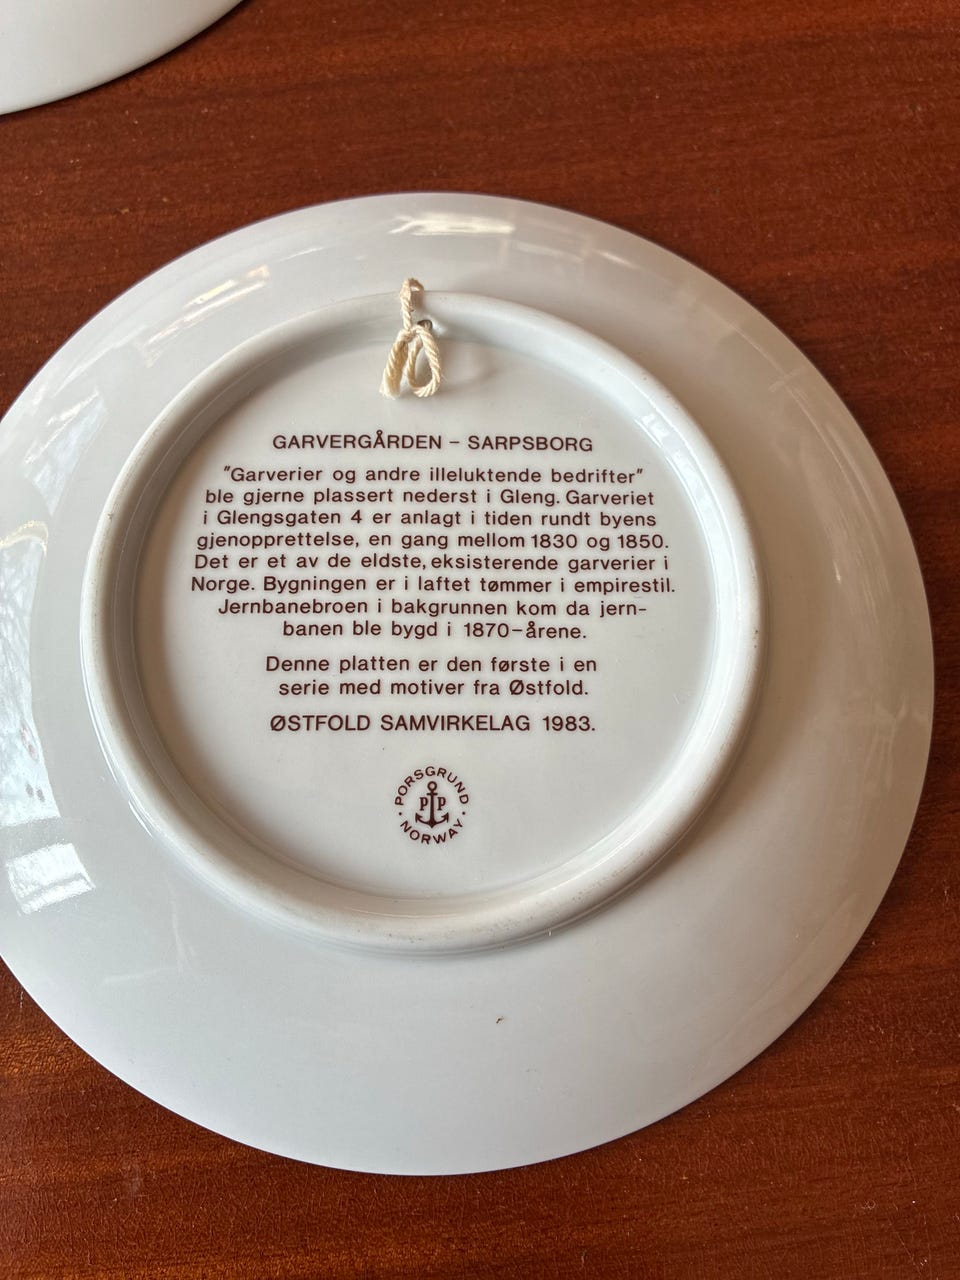 GARVERGÅRDEN – SARPSBORG
"Garverier og andre illeluktende bedrifter"
ble gjerne plassert nederst i Gleng. Garveriet
i Glengsgaten 4 er anlagt i tiden rundt byens
gjenopprettelse, en gang mellom 1830 og 1850.
Det er et av de eldste, eksisterende garverier i
Norge. Bygningen er i laftet tømmer i empirestil.
Jernbanebroen i bakgrunnen kom da jern-
banen ble bygd i 1870–årene.
Denne platten er den første i en
serie med motiver fra Østfold.
ØSTFOLD SAMVIRKELAG 1983.
PORSGRUND
PP
· NORWAY ·